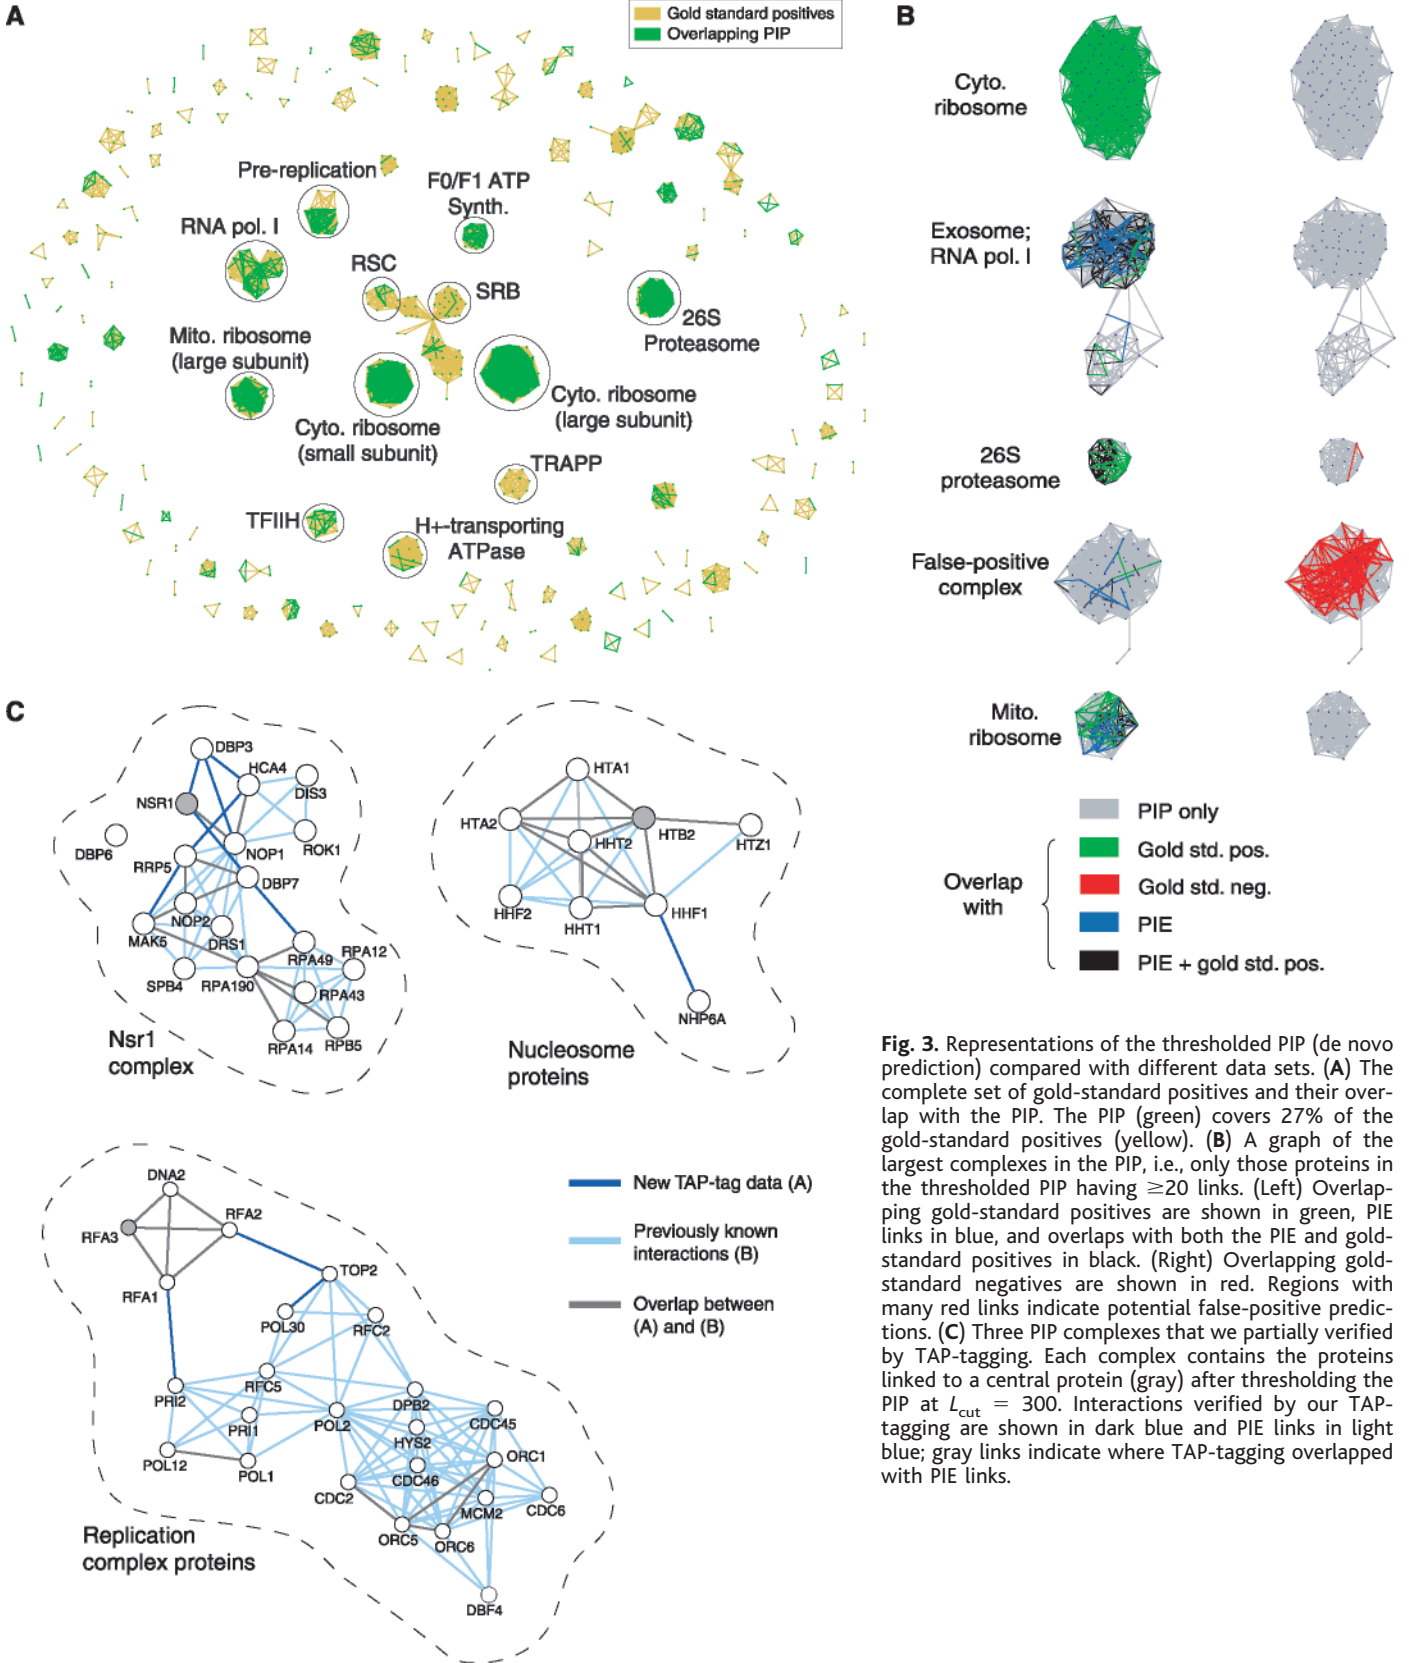 A
Gold standard positives
Overlapping PIP
Pre-replication
F0/F1 ATP
Synth.
RNA pol. I
RSC
SRB
26S
Proteasome
Mito. ribosome
(large subunit)
Cyto. ribosome
(large subunit)
Cyto. ribosome
(small subunit)
TRAPP
TFIIH
H+-transporting
ATPase
B
Cyto.
ribosome
Exosome;
RNA pol. I
26S
proteasome
False-positive
complex
Mito.
ribosome
PIP only
Overlap
with
Gold std. pos.
Gold std. neg.
PIE
PIE + gold std. pos.
C
DBP3
HCA4
DIS3
NSR1
DBP6
NOP1
ROK1
RRP5
DBP7
NOP2
MAK5
DRS1
RPA49
RPA12
SPB4
RPA190
RPA43
RPA14
RPB5
Nsr1
complex
HTA1
HTA2
HTB2
HTZ1
HHT2
HHF2
HHT1
HHF1
NHP6A
Nucleosome
proteins
DNA2
RFA2
RFA3
RFA1
TOP2
POL30
RFC2
PRI2
RFC5
DPB2
CDC45
PRI1
POL2
HYS2
ORC1
POL12
POL1
CDC46
CDC2
MCM2
CDC6
ORC5
ORC6
DBF4
Replication
complex proteins
New TAP-tag data (A)
Previously known
interactions (B)
Overlap between
(A) and (B)
Fig. 3. Representations of the thresholded PIP (de novo
prediction) compared with different data sets. (A) The
complete set of gold-standard positives and their over-
lap with the PIP. The PIP (green) covers 27% of the
gold-standard positives (yellow). (B) A graph of the
largest complexes in the PIP, i.e., only those proteins in
the thresholded PIP having ≥20 links. (Left) Overlap-
ping gold-standard positives are shown in green, PIE
links in blue, and overlaps with both the PIE and gold-
standard positives in black. (Right) Overlapping gold-
standard negatives are shown in red. Regions with
many red links indicate potential false-positive predic-
tions. (C) Three PIP complexes that we partially verified
by TAP-tagging. Each complex contains the proteins
linked to a central protein (gray) after thresholding the
PIP at Lcut = 300. Interactions verified by our TAP-
tagging are shown in dark blue and PIE links in light
blue; gray links indicate where TAP-tagging overlapped
with PIE links.